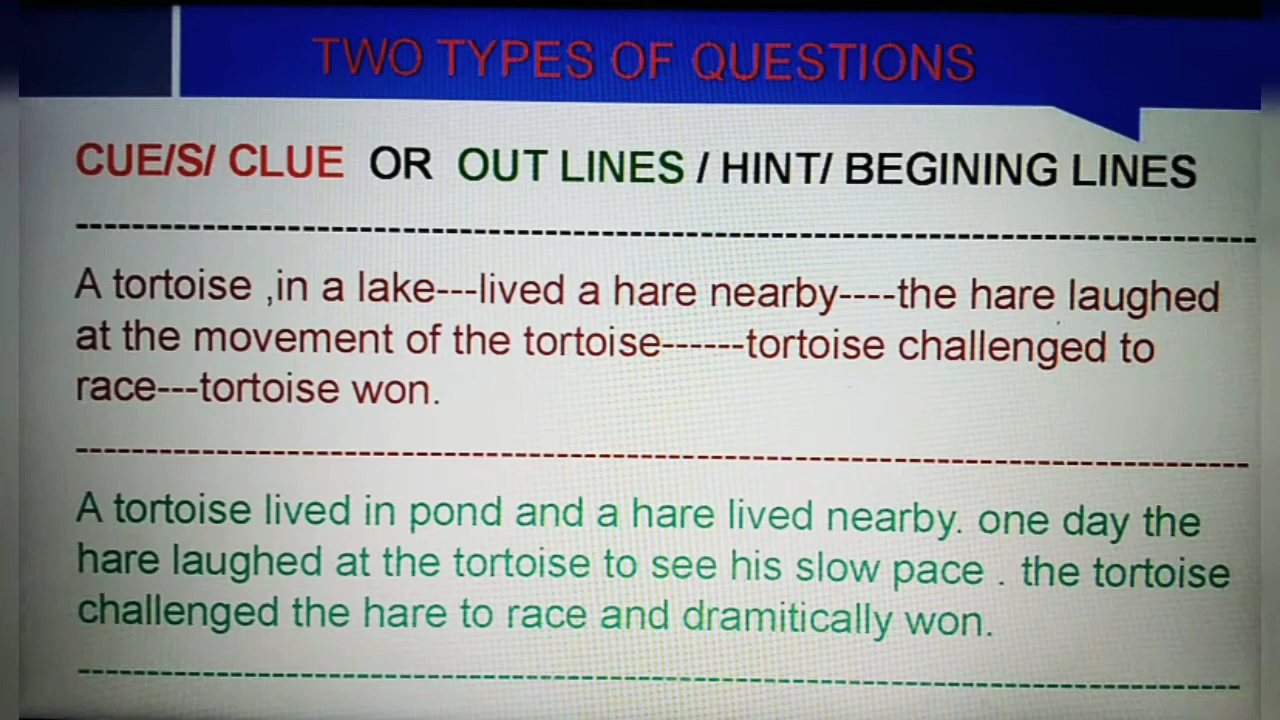 TWO TYPES OF QUESTIONS
CUE/S/ CLUE OR OUT LINES / HINT/ BEGINING LINES
A tortoise ,in a lake---lived a hare nearby----the hare laughed
at the movement of the tortoise------tortoise challenged to
race---tortoise won.
A tortoise lived in pond and a hare lived nearby. one day the
hare laughed at the tortoise to see his slow pace . the tortoise
challenged the hare to race and dramitically won.